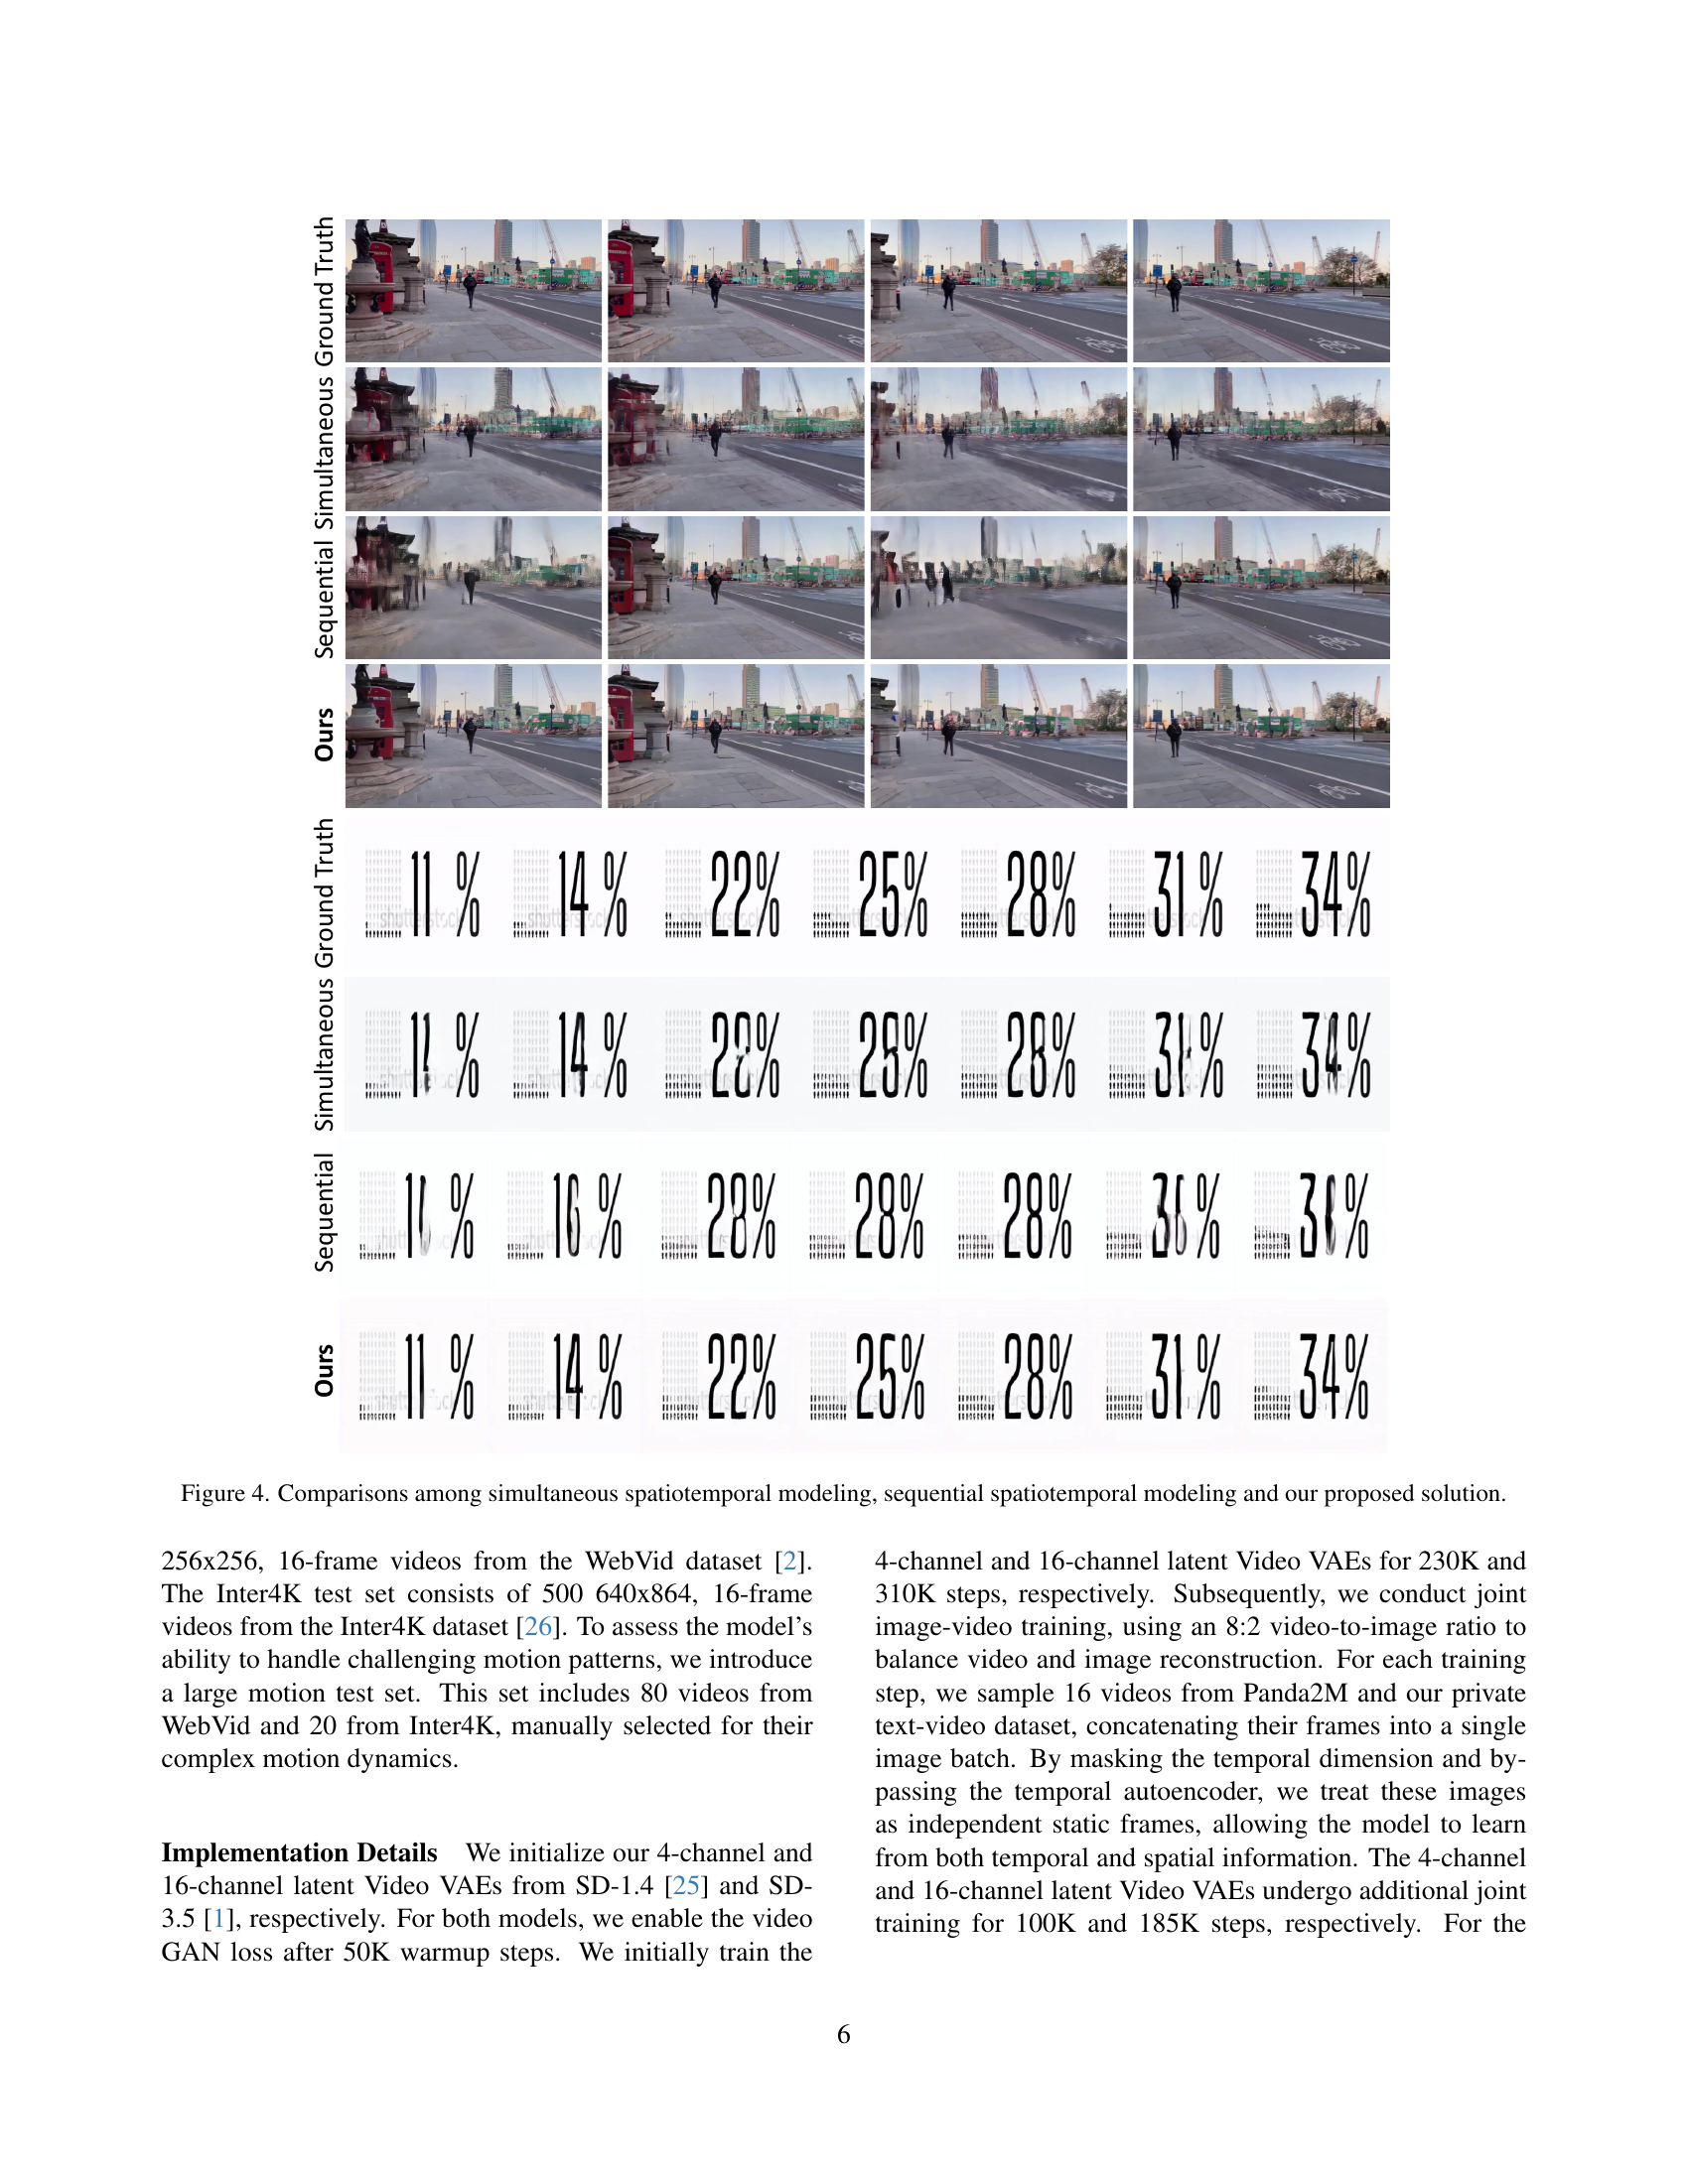 Ground Truth
Simultaneous
Sequential
Ours
Ground Truth
11 % 14 % 22% 25% 28% 31% 34%
shutterstock
Simultaneous
14 % 28% 28% 28% 34%
Sequential
16 % 28% 28% 28%
Ours
11 % 14 % 22% 25% 28% 31% 34%
Figure 4. Comparisons among simultaneous spatiotemporal modeling, sequential spatiotemporal modeling and our proposed solution.
256x256, 16-frame videos from the WebVid dataset [2].
The Inter4K test set consists of 500 640x864, 16-frame
videos from the Inter4K dataset [26]. To assess the model's
ability to handle challenging motion patterns, we introduce
a large motion test set. This set includes 80 videos from
WebVid and 20 from Inter4K, manually selected for their
complex motion dynamics.
Implementation Details We initialize our 4-channel and
16-channel latent Video VAEs from SD-1.4 [25] and SD-
3.5 [1], respectively. For both models, we enable the video
GAN loss after 50K warmup steps. We initially train the
4-channel and 16-channel latent Video VAEs for 230K and
310K steps, respectively. Subsequently, we conduct joint
image-video training, using an 8:2 video-to-image ratio to
balance video and image reconstruction. For each training
step, we sample 16 videos from Panda2M and our private
text-video dataset, concatenating their frames into a single
image batch. By masking the temporal dimension and by-
passing the temporal autoencoder, we treat these images
as independent static frames, allowing the model to learn
from both temporal and spatial information. The 4-channel
and 16-channel latent Video VAEs undergo additional joint
training for 100K and 185K steps, respectively. For the
6